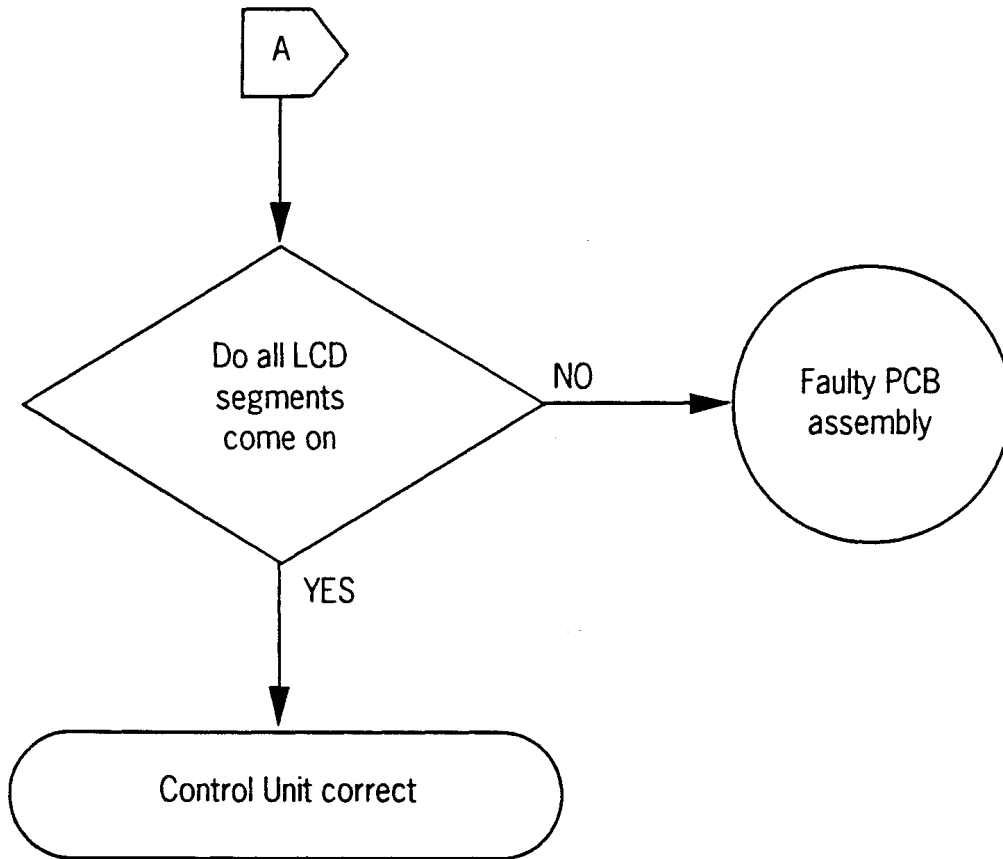 A
Do all LCD
segments
come on
NO
Faulty PCB
assembly
YES
Control Unit correct